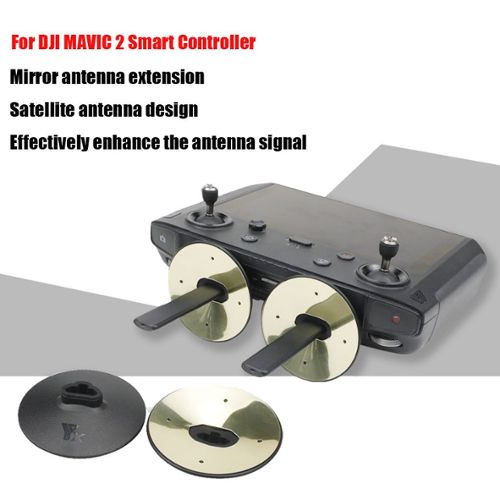 For DJI MAVIC 2 Smart Controller
Mirror antenna extension
Satellite antenna design
Effectively enhance the antenna signal